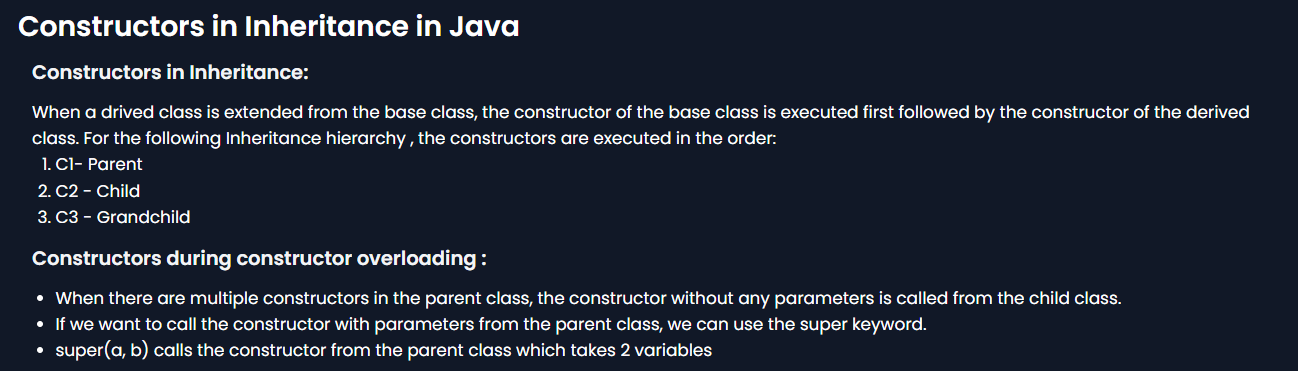 Constructors in Inheritance in Java
Constructors in Inheritance:
When a drived class is extended from the base class, the constructor of the base class is executed first followed by the constructor of the derived
class. For the following Inheritance hierarchy , the constructors are executed in the order:
1. C1- Parent
2. C2 - Child
3. C3 - Grandchild
Constructors during constructor overloading :
• When there are multiple constructors in the parent class, the constructor without any parameters is called from the child class.
• If we want to call the constructor with parameters from the parent class, we can use the super keyword.
• super(a, b) calls the constructor from the parent class which takes 2 variables